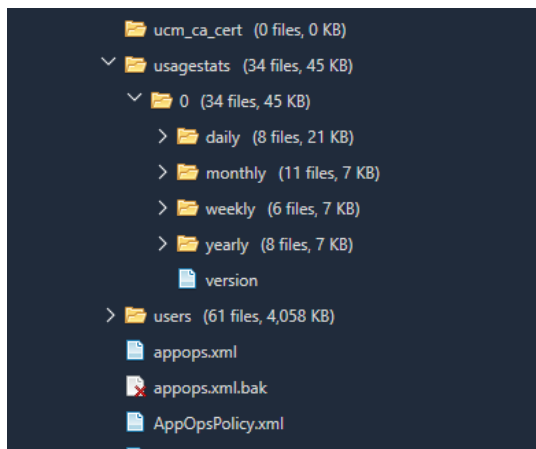 ucm_ca_cert (0 files, 0 KB)
usagestats (34 files, 45 KB)
0 (34 files, 45 KB)
daily (8 files, 21 KB)
monthly (11 files, 7 KB)
weekly (6 files, 7 KB)
yearly (8 files, 7 KB)
version
users (61 files, 4,058 KB)
appops.xml
appops.xml.bak
AppOpsPolicy.xml